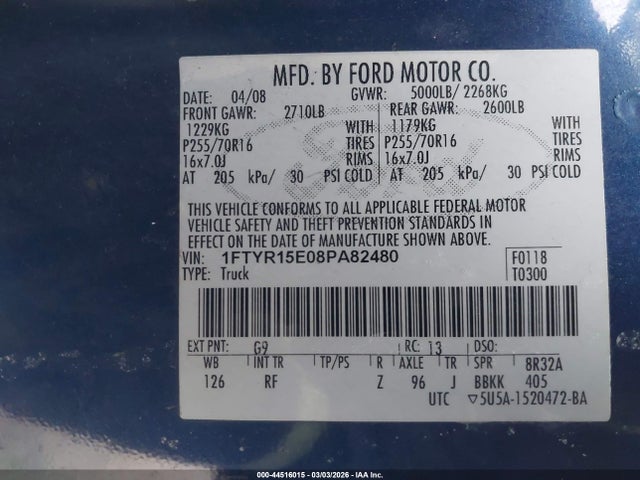 MFD. BY FORD MOTOR CO.
DATE: 04/08 GVWR: 5000LB/ 2268KG
FRONT GAWR: 2710LB REAR GAWR: 2600LB
1229KG WITH 1179KG WITH
P255/70R16 TIRES P255/70R16 TIRES
16x7.0J RIMS 16x7.0J RIMS
AT 205 kPa/ 30 PSI COLD AT 205 kPa/ 30 PSI COLD
THIS VEHICLE CONFORMS TO ALL APPLICABLE FEDERAL MOTOR
VEHICLE SAFETY AND THEFT PREVENTION STANDARDS IN
EFFECT ON THE DATE OF MANUFACTURE SHOWN ABOVE.
VIN: 1FTYR15E08PA82480 F0118
TYPE: Truck T0300
EXT PNT: G9 RC: 13 DSO:
WB INT TR TP/PS R AXLE TR SPR 8R32A
126 RF Z 96 J BBKK 405
UTC ▽5U5A-1520472-BA
000-44516015 - 03/03/2026 - IAA Inc.